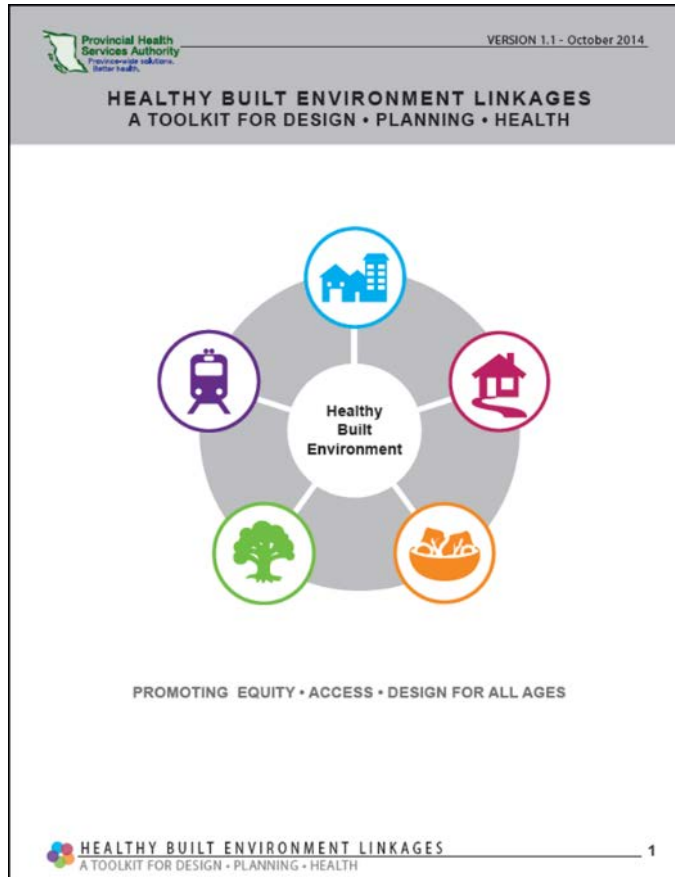 Provincial Health
Services Authority
Province-wide solutions.
Better health.
VERSION 1.1 - October 2014
HEALTHY BUILT ENVIRONMENT LINKAGES
A TOOLKIT FOR DESIGN • PLANNING • HEALTH
Healthy
Built
Environment
PROMOTING EQUITY • ACCESS • DESIGN FOR ALL AGES
HEALTHY BUILT ENVIRONMENT LINKAGES
A TOOLKIT FOR DESIGN • PLANNING • HEALTH
1